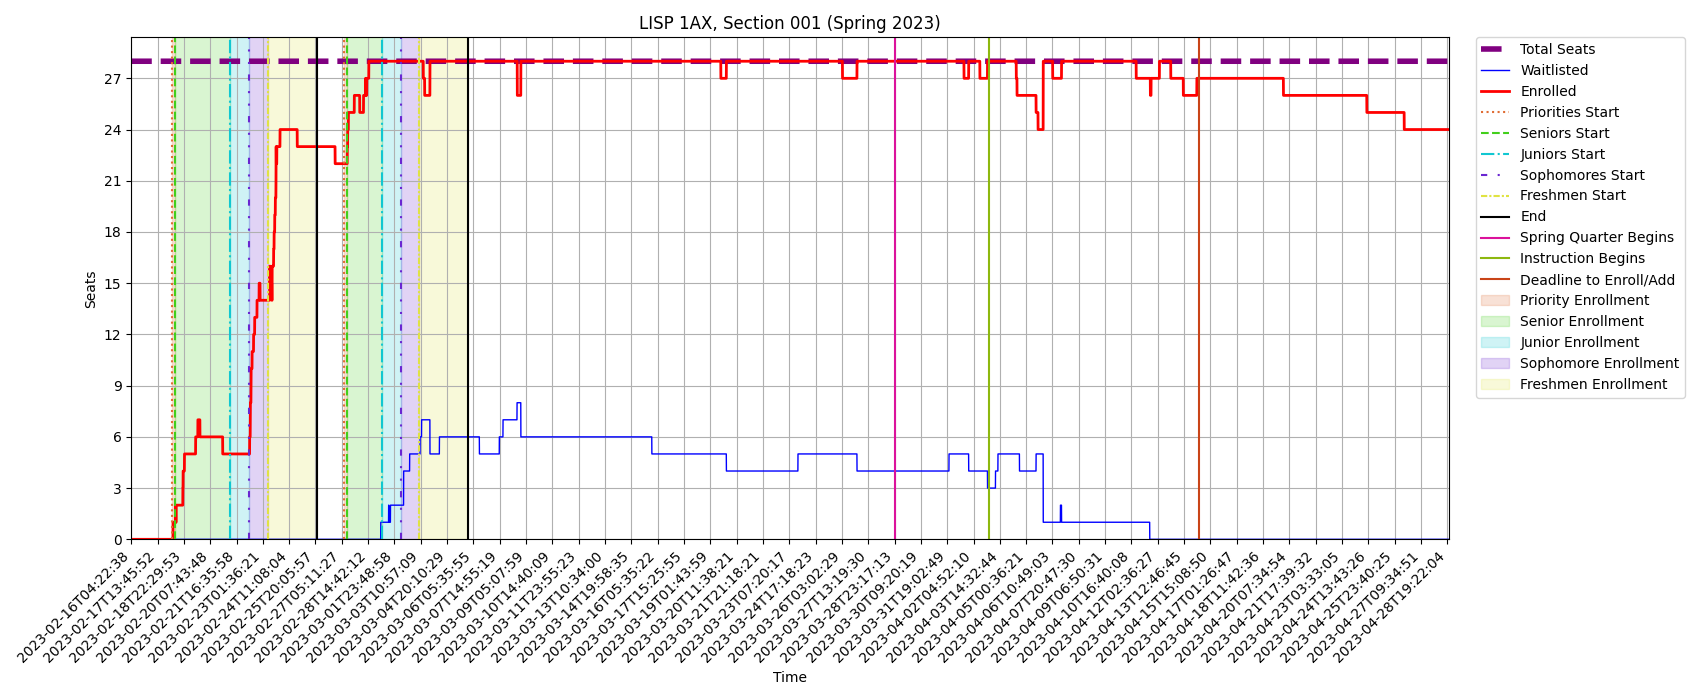 LISP 1AX, Section 001 (Spring 2023)
Seats
27
24
21
18
15
12
9
6
3
0
2023-02-16T04:22:38
2023-02-17T13:45:52
2023-02-18T22:29:53
2023-02-20T07:43:48
2023-02-21T16:35:58
2023-02-23T01:36:21
2023-02-24T11:08:04
2023-02-25T20:05:57
2023-02-27T05:11:27
2023-02-28T14:42:12
2023-03-01T23:48:58
2023-03-03T10:57:09
2023-03-04T20:10:29
2023-03-06T05:35:55
2023-03-07T14:55:19
2023-03-09T05:07:59
2023-03-10T14:40:09
2023-03-11T23:55:23
2023-03-13T10:34:00
2023-03-14T19:58:35
2023-03-16T05:35:22
2023-03-17T15:25:55
2023-03-19T01:43:59
2023-03-20T11:38:21
2023-03-21T21:18:21
2023-03-23T07:20:17
2023-03-24T17:18:23
2023-03-26T03:02:29
2023-03-27T13:19:30
2023-03-28T23:17:13
2023-03-30T09:20:19
2023-03-31T19:02:49
2023-04-02T04:52:10
2023-04-03T14:32:44
2023-04-05T00:36:21
2023-04-06T10:49:03
2023-04-07T20:47:30
2023-04-09T06:50:31
2023-04-10T16:40:08
2023-04-12T02:36:27
2023-04-13T12:46:45
2023-04-15T15:08:50
2023-04-17T01:26:47
2023-04-18T11:42:36
2023-04-20T07:34:54
2023-04-21T17:39:32
2023-04-23T03:33:05
2023-04-24T13:43:26
2023-04-25T23:40:25
2023-04-27T09:34:51
2023-04-28T19:22:04
Time
Total Seats
Waitlisted
Enrolled
Priorities Start
Seniors Start
Juniors Start
Sophomores Start
Freshmen Start
End
Spring Quarter Begins
Instruction Begins
Deadline to Enroll/Add
Priority Enrollment
Senior Enrollment
Junior Enrollment
Sophomore Enrollment
Freshmen Enrollment